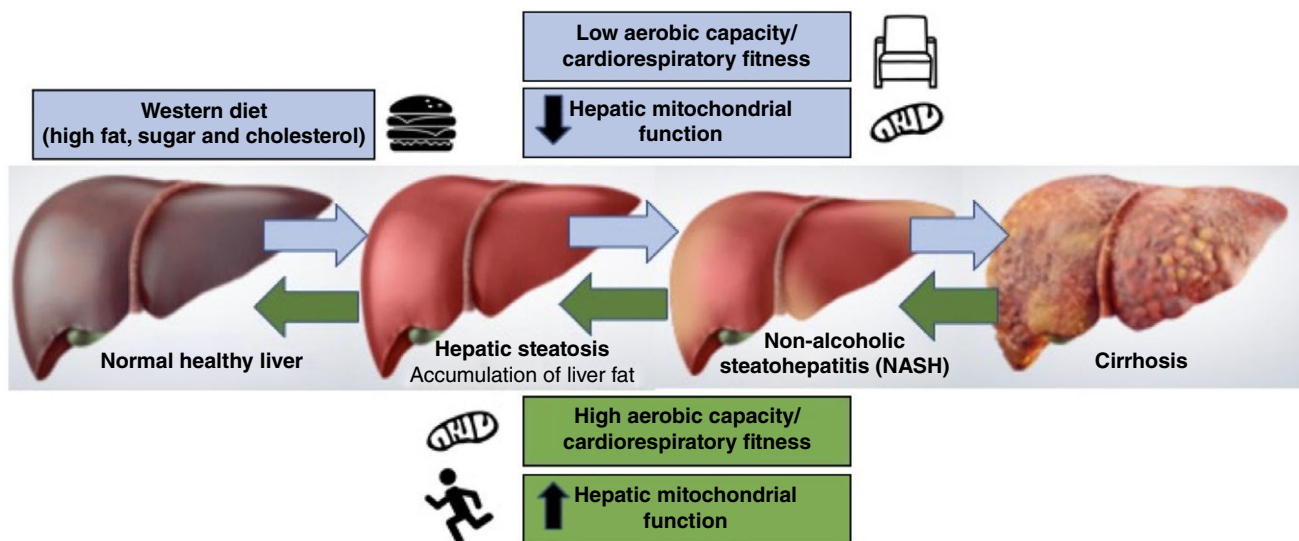 Low aerobic capacity/
cardiorespiratory fitness
Western diet
(high fat, sugar and cholesterol)
Hepatic mitochondrial
function
Normal healthy liver
Hepatic steatosis
Accumulation of liver fat
Non-alcoholic
steatohepatitis (NASH)
Cirrhosis
High aerobic capacity/
cardiorespiratory fitness
Hepatic mitochondrial
function